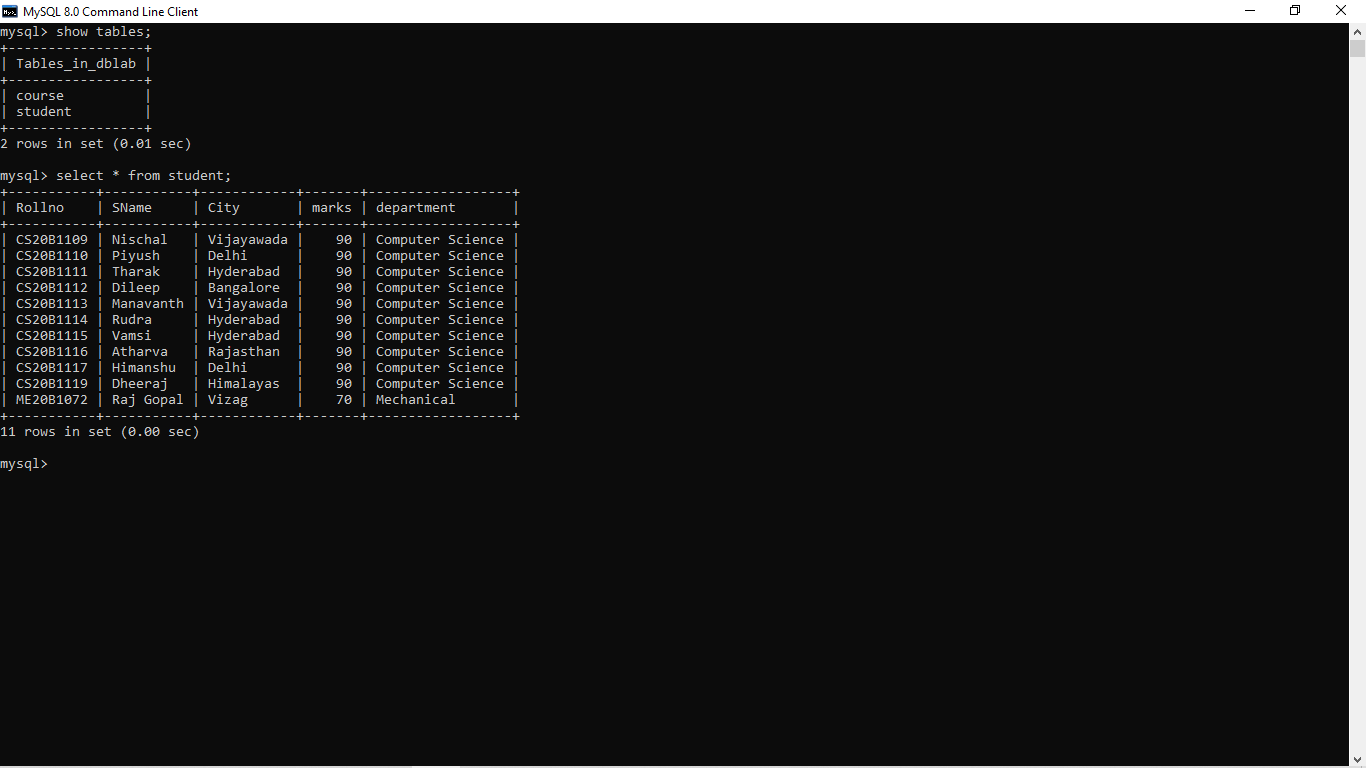 MySQL 8.0 Command Line Client
mysql> show tables;
+-----------------+
| Tables_in_dblab |
+-----------------+
| course          |
| student         |
+-----------------+
2 rows in set (0.01 sec)

mysql> select * from student;
+-----------+-----------+------------+-------+------------------+
| Rollno    | SName     | City       | marks | department       |
+-----------+-----------+------------+-------+------------------+
| CS20B1109 | Nischal   | Vijayawada |    90 | Computer Science |
| CS20B1110 | Piyush    | Delhi      |    90 | Computer Science |
| CS20B1111 | Tharak    | Hyderabad  |    90 | Computer Science |
| CS20B1112 | Dileep    | Bangalore  |    90 | Computer Science |
| CS20B1113 | Manavanth | Vijayawada |    90 | Computer Science |
| CS20B1114 | Rudra     | Hyderabad  |    90 | Computer Science |
| CS20B1115 | Vamsi     | Hyderabad  |    90 | Computer Science |
| CS20B1116 | Atharva   | Rajasthan  |    90 | Computer Science |
| CS20B1117 | Himanshu  | Delhi      |    90 | Computer Science |
| CS20B1119 | Dheeraj   | Himalayas  |    90 | Computer Science |
| ME20B1072 | Raj Gopal | Vizag      |    70 | Mechanical       |
+-----------+-----------+------------+-------+------------------+
11 rows in set (0.00 sec)

mysql>